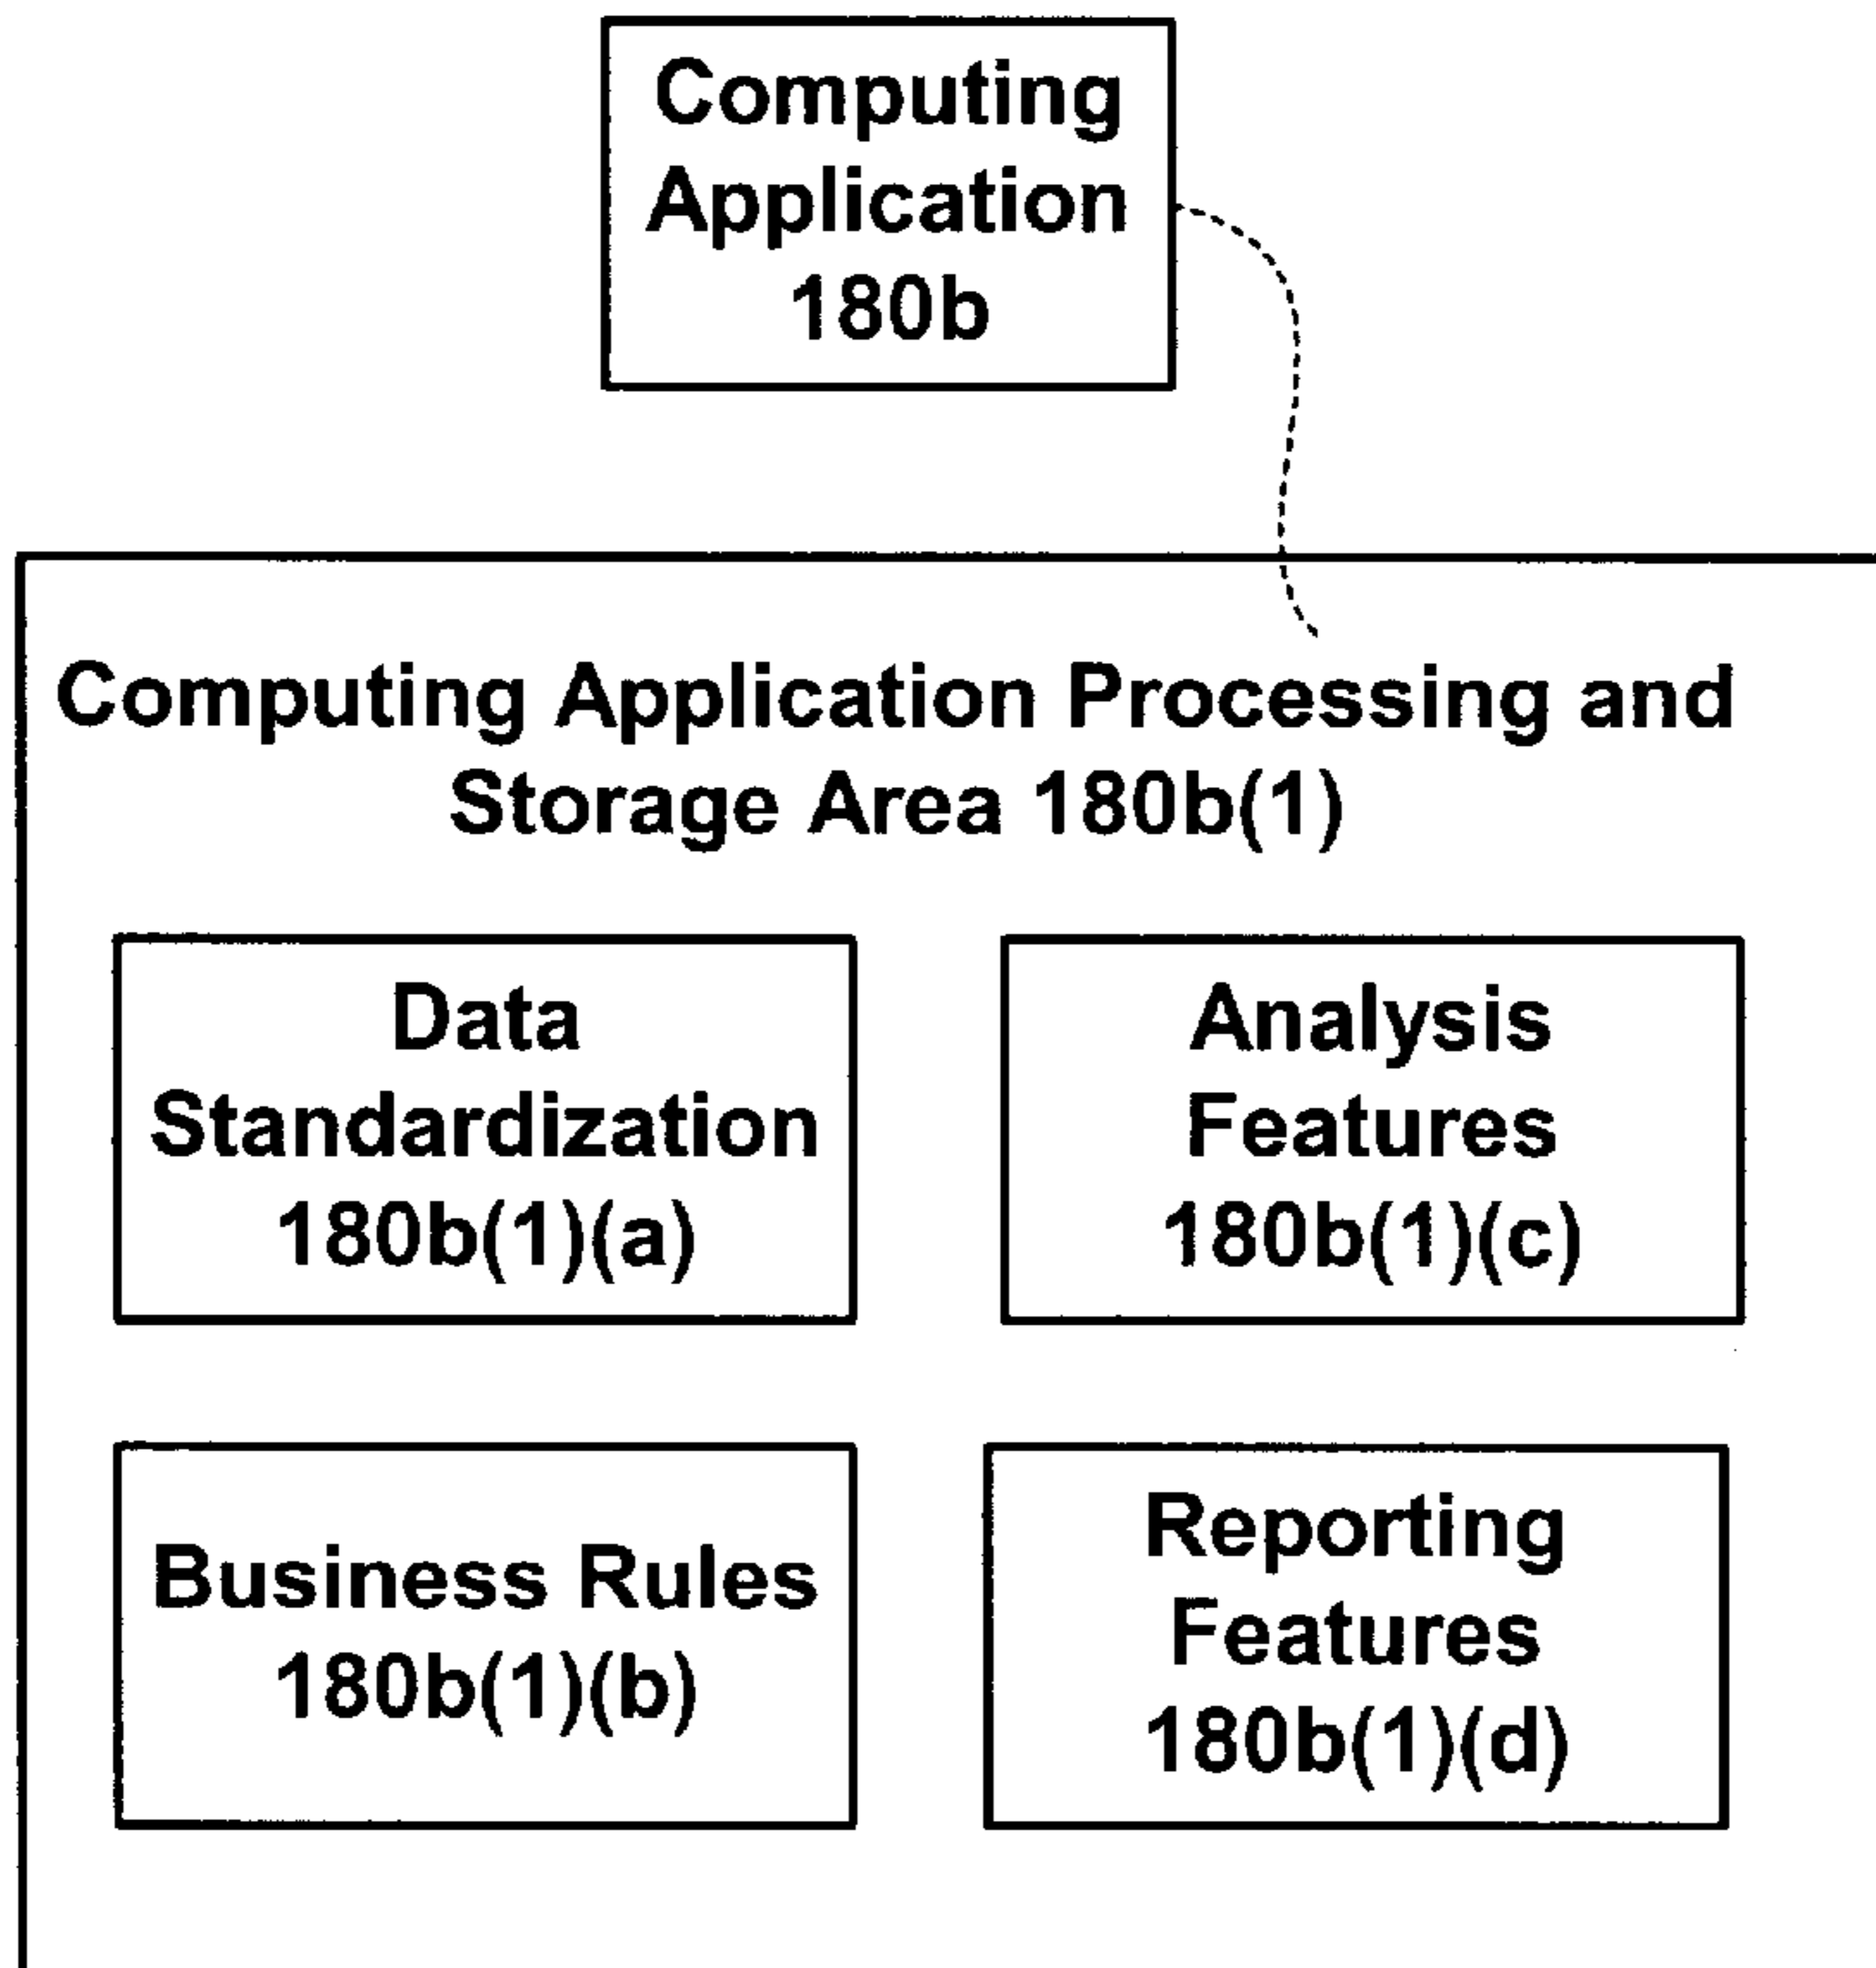 Computing
Application
180b
Computing Application Processing and
Storage Area 180b(1)
Data
Standardization
180b(1)(a)
Analysis
Features
180b(1)(c)
Business Rules
180b(1)(b)
Reporting
Features
180b(1)(d)